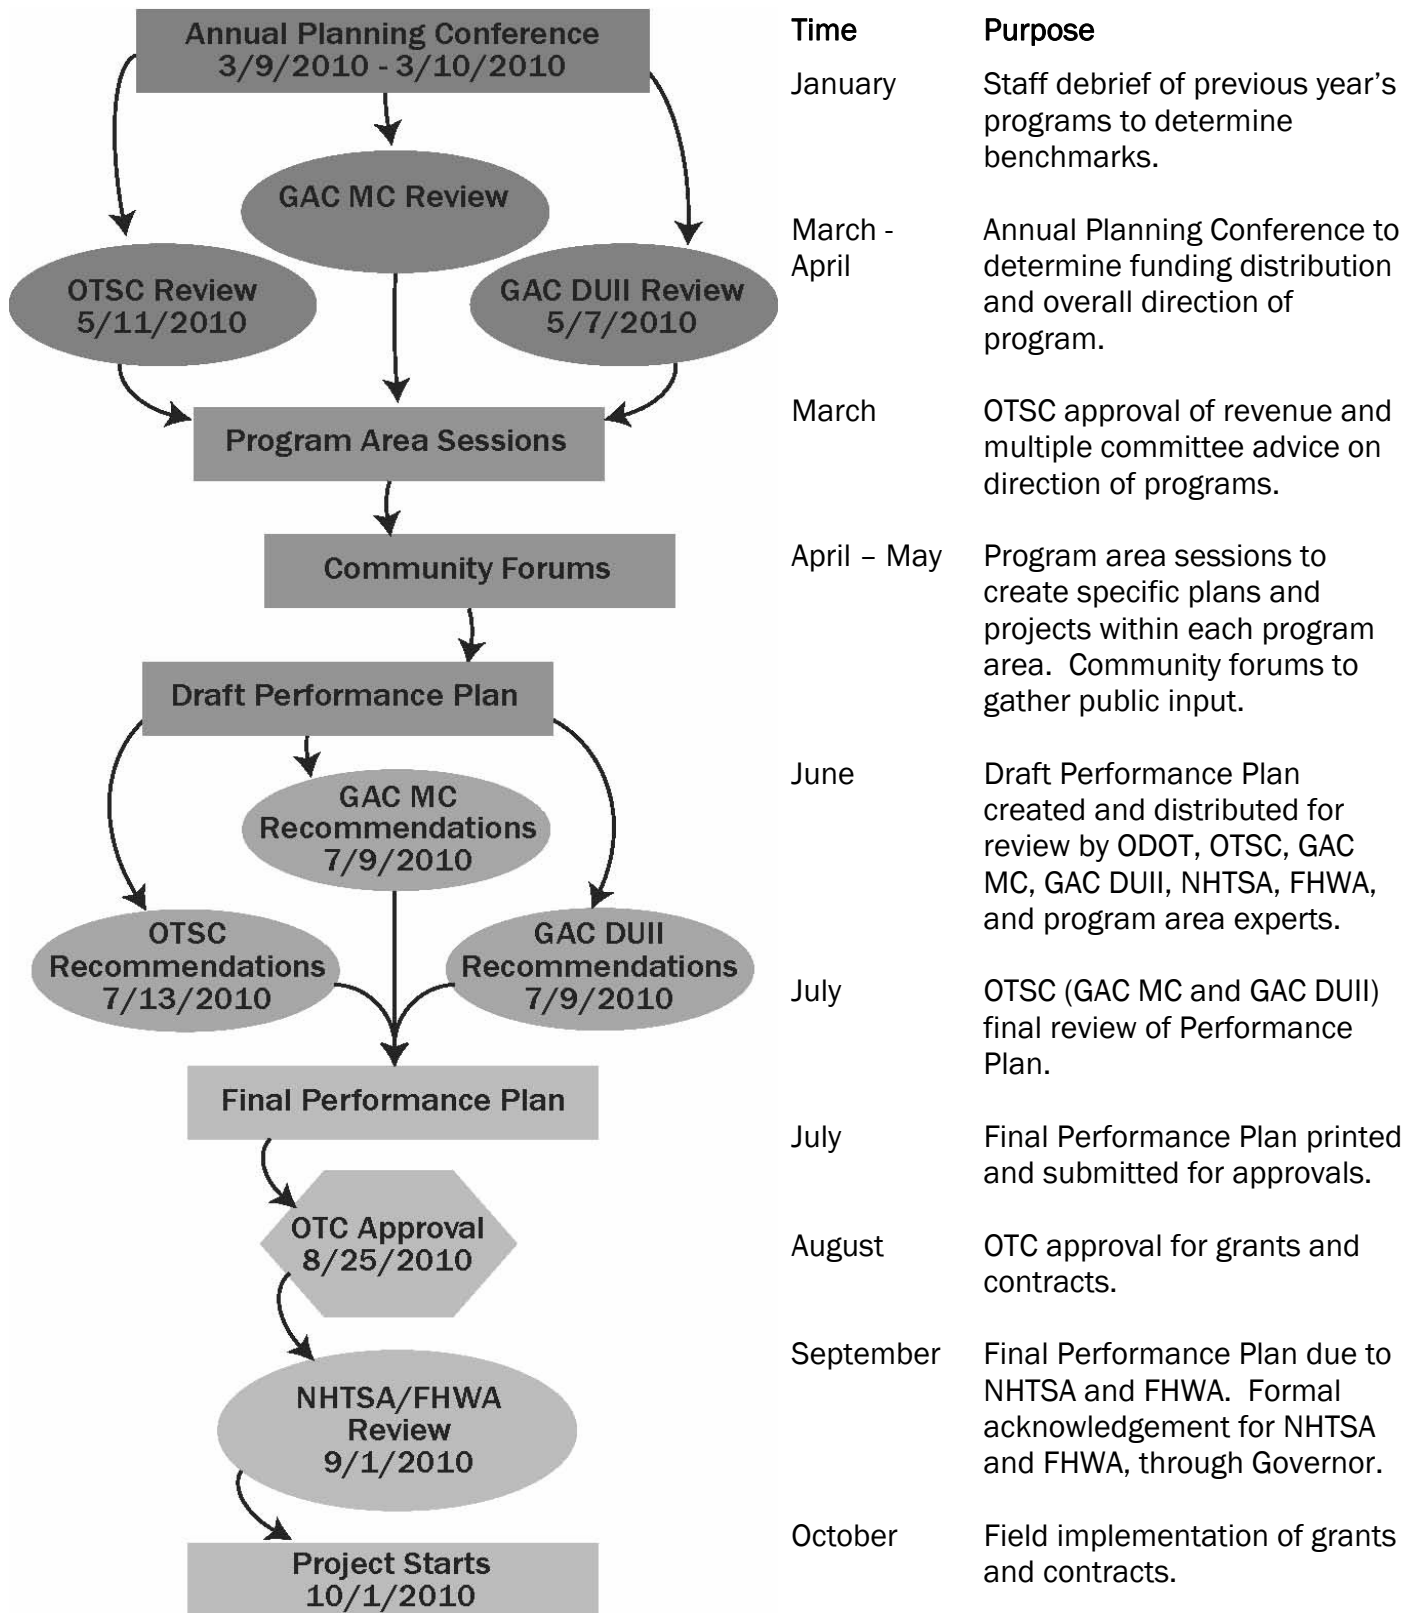 Annual Planning Conference
3/9/2010 - 3/10/2010
GAC MC Review
OTSC Review
5/11/2010
GAC DUII Review
5/7/2010
Program Area Sessions
Community Forums
Draft Performance Plan
GAC MC
Recommendations
7/9/2010
OTSC
Recommendations
7/13/2010
GAC DUII
Recommendations
7/9/2010
Final Performance Plan
OTC Approval
8/25/2010
NHTSA/FHWA
Review
9/1/2010
Project Starts
10/1/2010
Time Purpose
January Staff debrief of previous year’s
programs to determine
benchmarks.
March - Annual Planning Conference to
April determine funding distribution
and overall direction of
program.
March OTSC approval of revenue and
multiple committee advice on
direction of programs.
April – May Program area sessions to
create specific plans and
projects within each program
area. Community forums to
gather public input.
June Draft Performance Plan
created and distributed for
review by ODOT, OTSC, GAC
MC, GAC DUII, NHTSA, FHWA,
and program area experts.
July OTSC (GAC MC and GAC DUII)
final review of Performance
Plan.
July Final Performance Plan printed
and submitted for approvals.
August OTC approval for grants and
contracts.
September Final Performance Plan due to
NHTSA and FHWA. Formal
acknowledgement for NHTSA
and FHWA, through Governor.
October Field implementation of grants
and contracts.